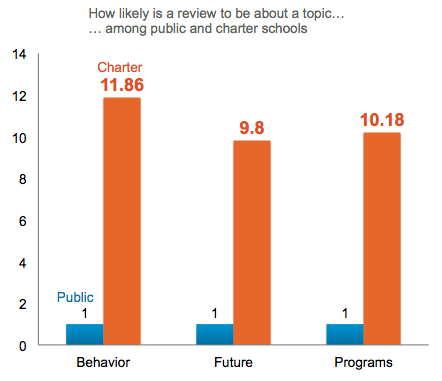 How likely is a review to be about a topic…
… among public and charter schools
14
12
10
8
6
4
2
0
Charter
11.86
9.8
10.18
Public
1
1
1
Behavior
Future
Programs